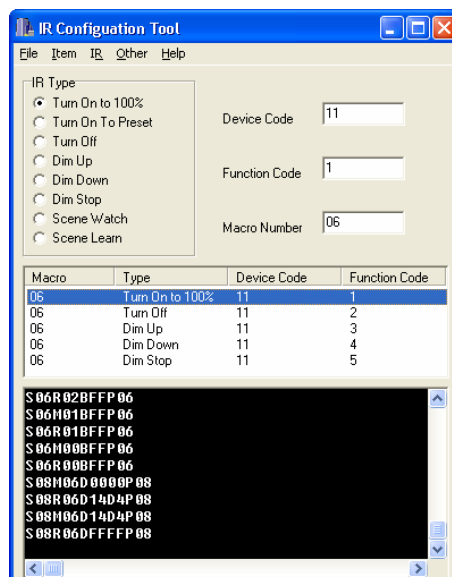 IR Configuation Tool
File Item IR Other Help
IR Type
Turn On to 100%
Turn On To Preset
Turn Off
Dim Up
Dim Down
Dim Stop
Scene Watch
Scene Learn
Device Code 11
Function Code 1
Macro Number 06
Macro Type Device Code Function Code
06 Turn On to 100% 11 1
06 Turn Off 11 2
06 Dim Up 11 3
06 Dim Down 11 4
06 Dim Stop 11 5
S06R02BFFP06
S06M01BFFP06
S06R01BFFP06
S06M00BFFP06
S06R00BFFP06
S08M06D0000P08
S08R06D14D4P08
S08M06D14D4P08
S08R06DFFFFP08